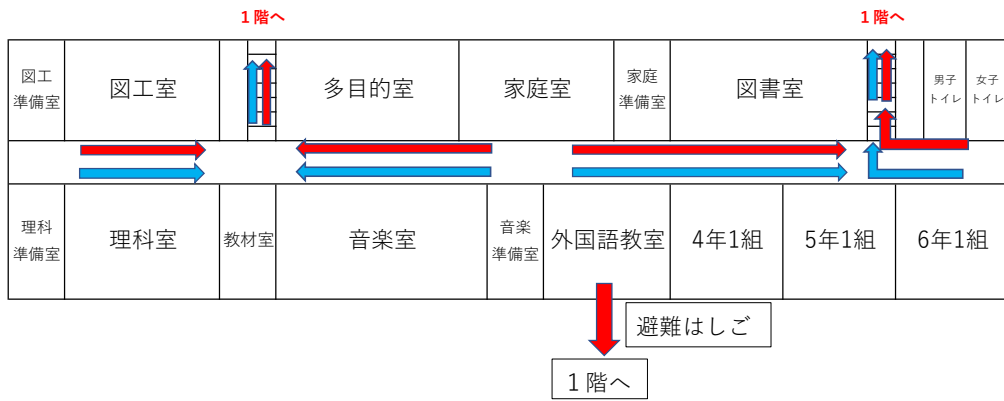 1階へ
1階へ
図工
準備室
図工室
多目的室
家庭室
家庭
準備室
図書室
男子
トイレ
女子
トイレ
理科
準備室
理科室
教材室
音楽室
音楽
準備室
外国語教室
4年1組
5年1組
6年1組
避難はしご
1階へ